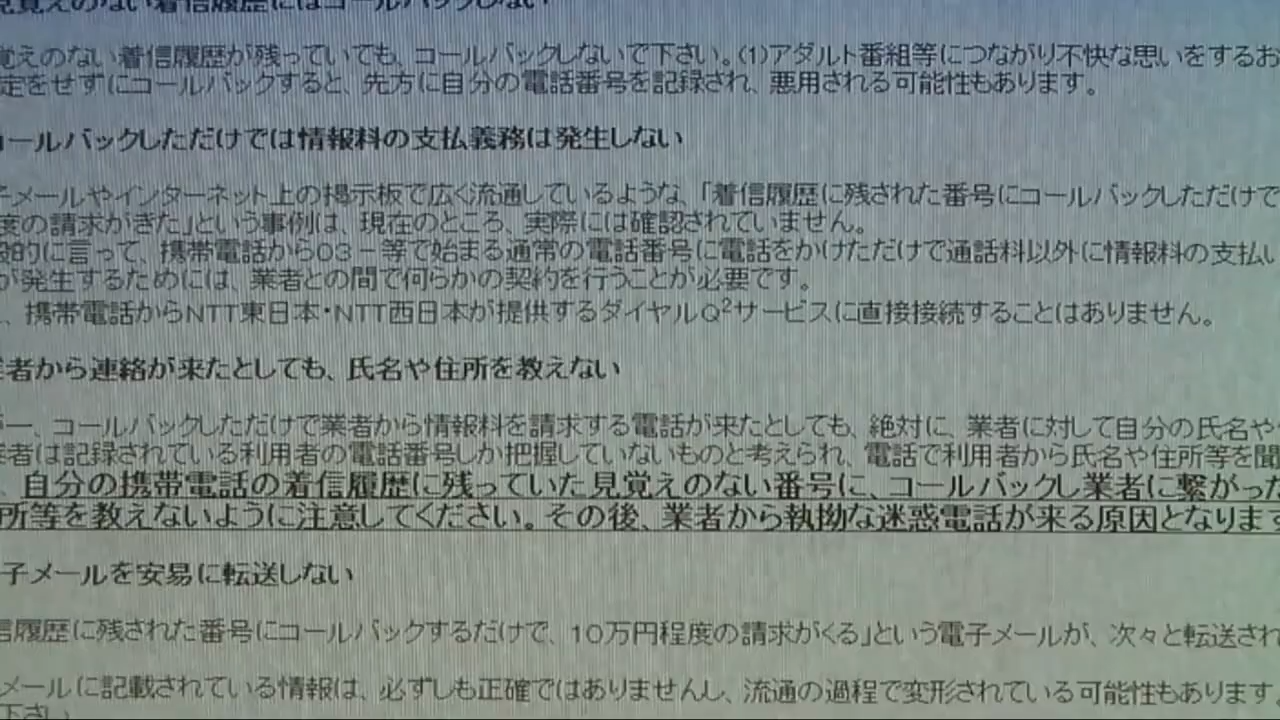 見覚えのない着信履歴にはコールバックしない
覚えのない着信履歴が残っていても、コールバックしないで下さい。(1)アダルト番組等につながり不快な思いをするお
定をせずにコールバックすると、先方に自分の電話番号を記録され、悪用される可能性もあります。
コールバックしただけでは情報料の支払義務は発生しない
子メールやインターネット上の掲示板で広く流通しているような、「着信履歴に残された番号にコールバックしただけで
度の請求がきた」という事例は、現在のところ、実際には確認されていません。
般的に言って、携帯電話から03－等で始まる通常の電話番号に電話をかけただけで通話料以外に情報料の支払い
が発生するためには、業者との間で何らかの契約を行うことが必要です。
、携帯電話からNTT東日本・NTT西日本が提供するダイヤルQ²サービスに直接接続することはありません。
業者から連絡が来たとしても、氏名や住所を教えない
が一、コールバックしただけで業者から情報料を請求する電話が来たとしても、絶対に、業者に対して自分の氏名や
業者は記録されている利用者の電話番号しか把握していないものと考えられ、電話で利用者から氏名や住所等を聞
、自分の携帯電話の着信履歴に残っていた見覚えのない番号に、コールバックし業者に繋がった
所等を教えないように注意してください。その後、業者から執拗な迷惑電話が来る原因となります
子メールを安易に転送しない
信履歴に残された番号にコールバックするだけで、10万円程度の請求がくる」という電子メールが、次々と転送され
メールに記載されている情報は、必ずしも正確ではありませんし、流通の過程で変形されている可能性もあります。
下さい